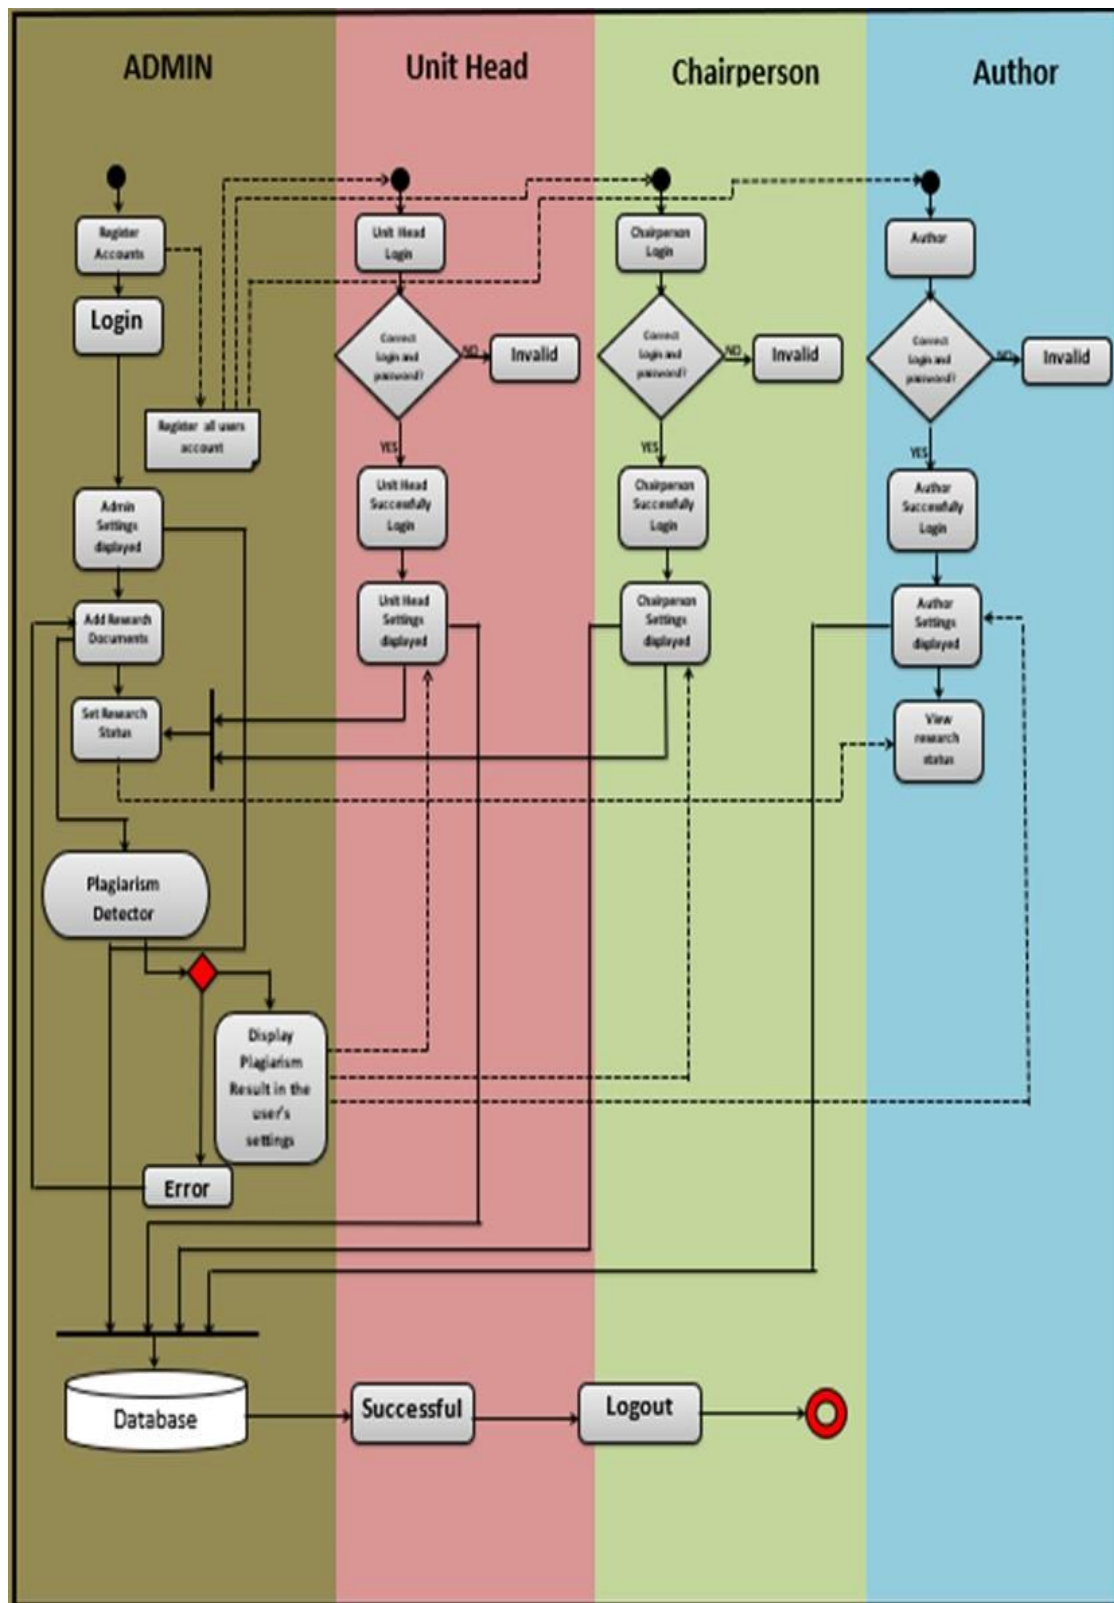 ADMIN
Unit Head
Chairperson
Author
Register
Accounts
Login
Register all users
account
Admin
Settings
displayed
Add Research
Documents
Set Research
Status
Plagiarism
Detector
Display
Plagiarism
Result in the
user's
settings
Error
Database
Unit Head
Login
Correct
login and
password?
NO
Invalid
YES
Unit Head
Successfully
Login
Unit Head
Settings
displayed
Successful
Chairperson
Login
Correct
login and
password?
NO
Invalid
YES
Chairperson
Successfully
Login
Chairperson
Settings
displayed
Logout
Author
Correct
login and
password?
NO
Invalid
YES
Author
Successfully
Login
Author
Settings
displayed
View
research
status